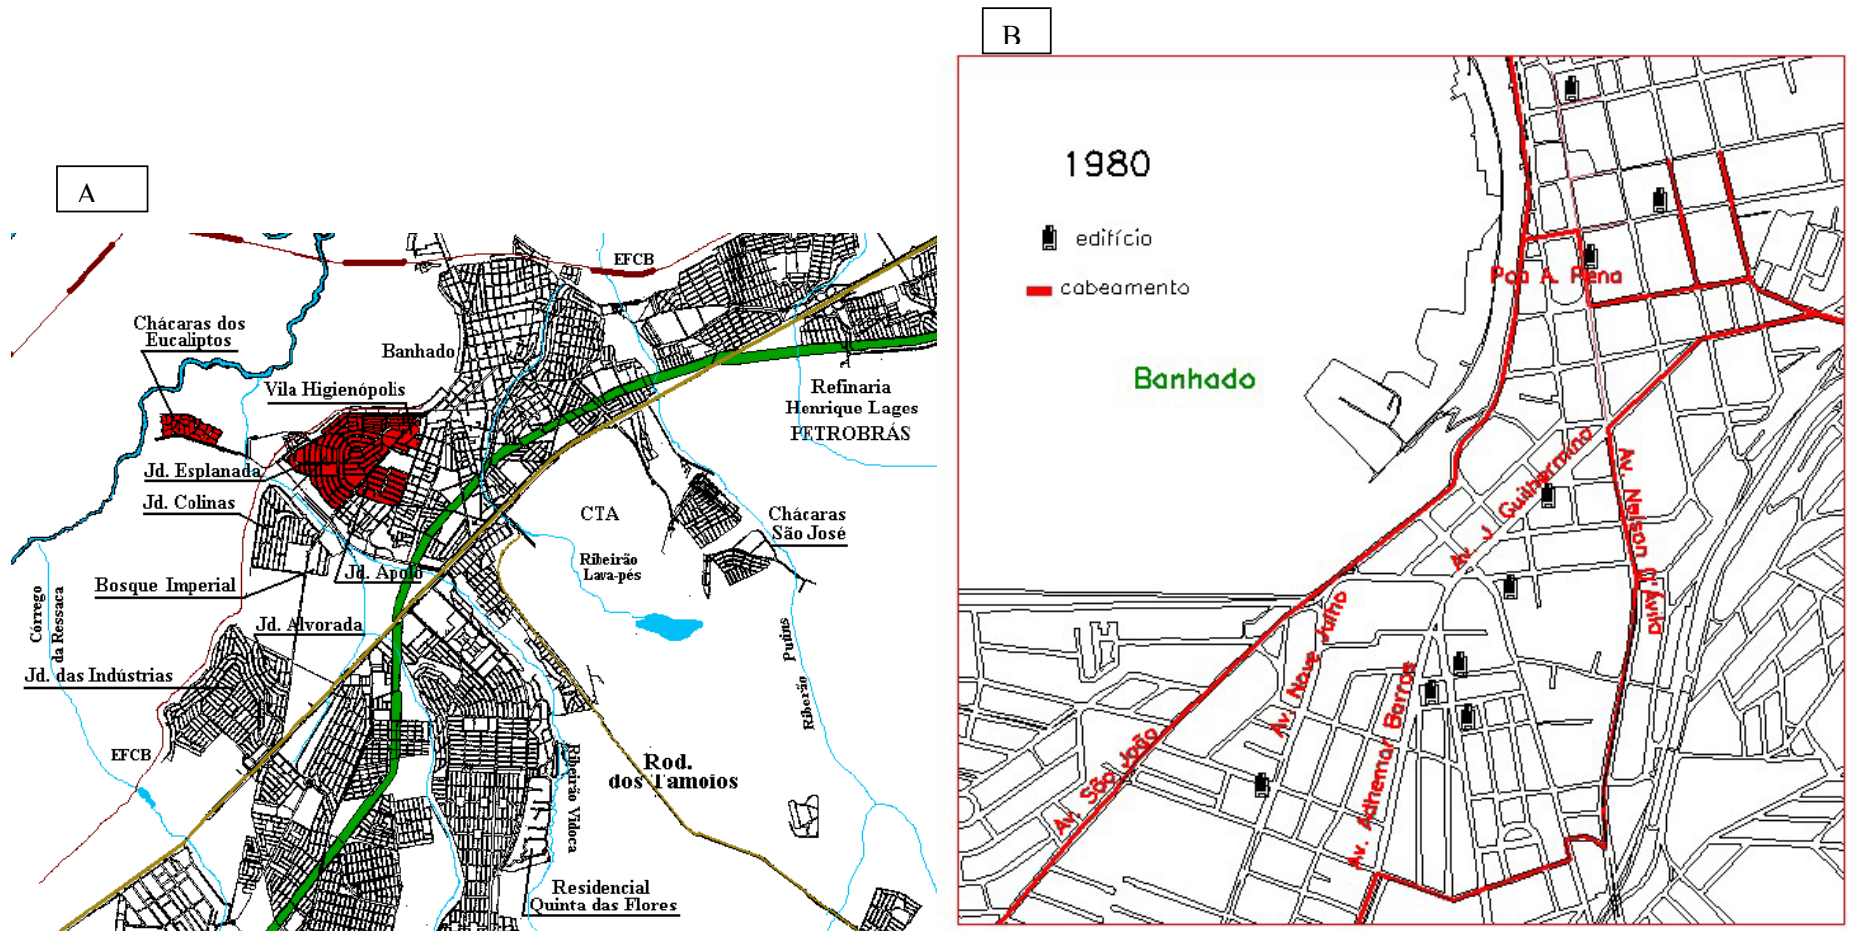 A
EFCB
Chácaras dos
Eucaliptos
Banhado
Vila Higienópolis
Refinaria
Henrique Lages
PETROBRÁS
Jd. Esplanada
Jd. Colinas
CTA
Chácaras
São José
Ribeirão
Lava-pés
Jd. Apolo
Bosque Imperial
Córrego
da Ressaca
Jd. Alvorada
Jd. das Indústrias
Ribeirão
EFCB
Rod.
dos Tamoios
Ribeirão Vidoca
Residencial
Quinta das Flores
B
1980
edifício
cabeamento
Banhado
Pça A. Pena
Av. J. Guilhermino
Av. Nelson D'Ávila
Av. Nove Julho
Av. São João
Av. Adhemar Barros